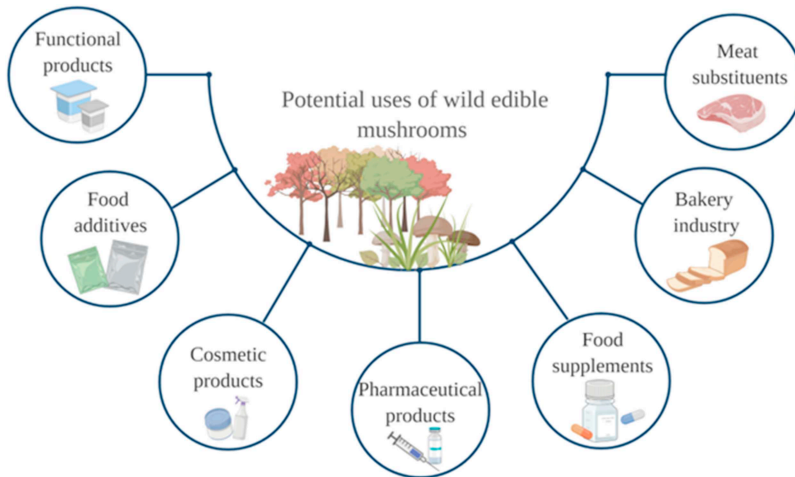 Potential uses of wild edible
mushrooms
Functional
products
Food
additives
Cosmetic
products
Pharmaceutical
products
Food
supplements
Bakery
industry
Meat
substituents